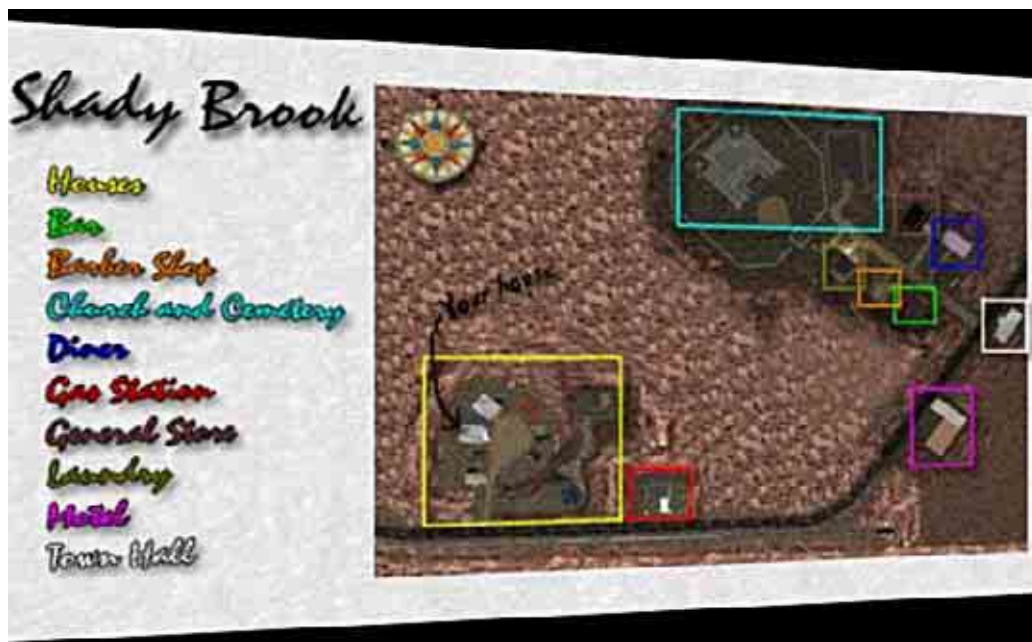 Shady Brook
Houses
Bar
Barber Shop
Church and Cemetery
Diner
Gas Station
General Store
Laundry
Motel
Town Hall
Your house